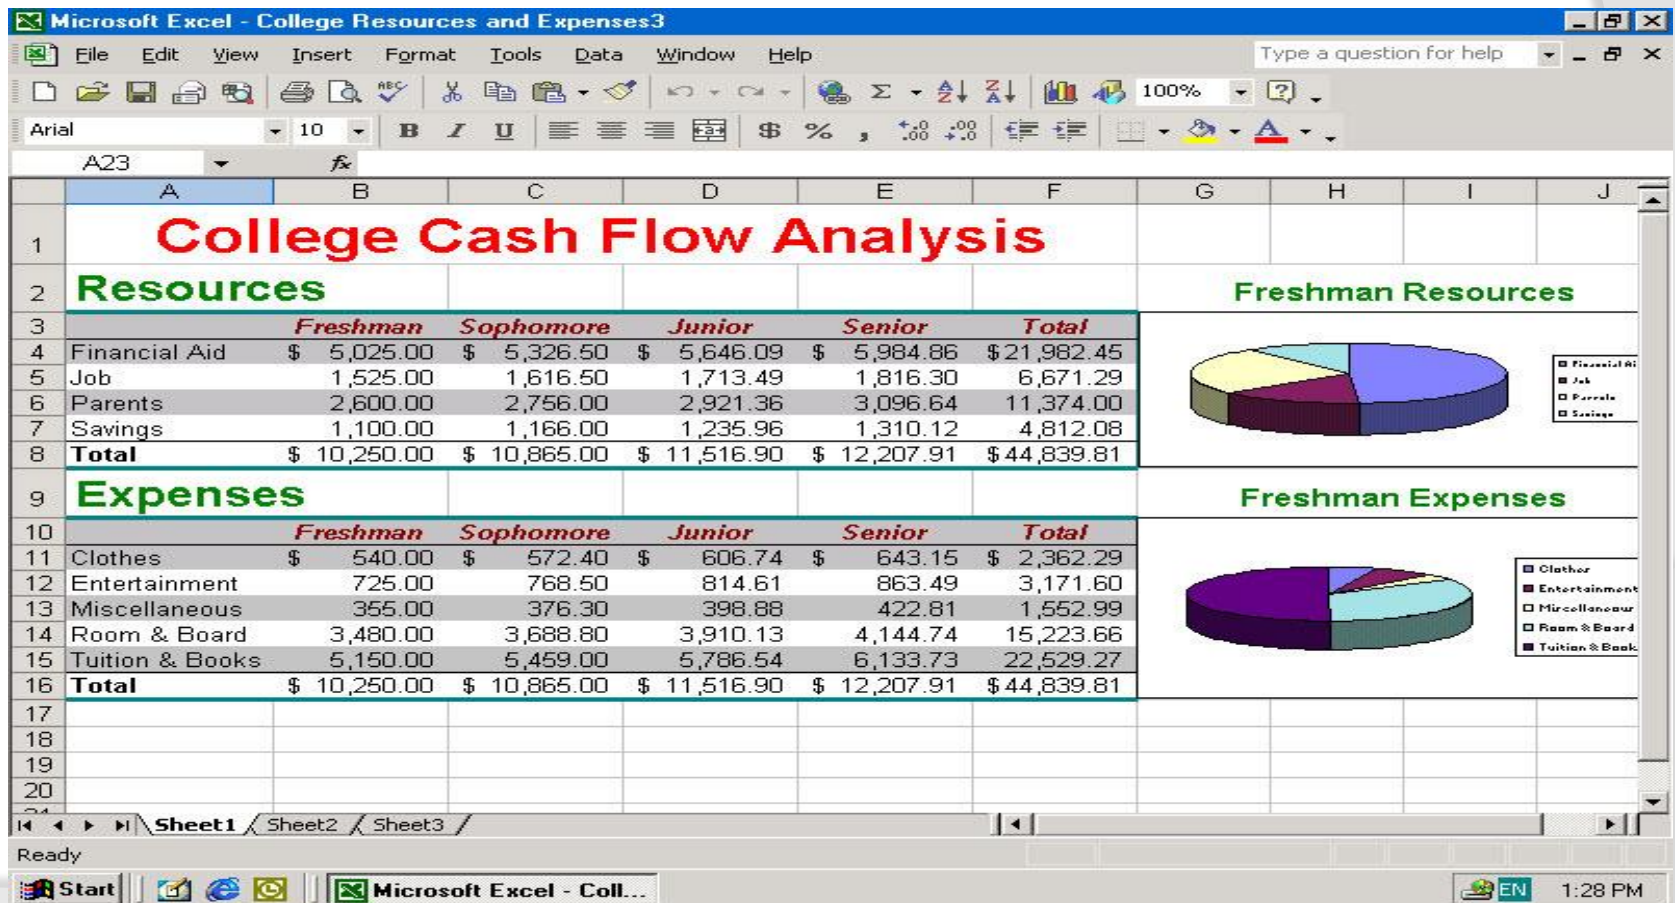 Microsoft Excel - College Resources and Expenses3
File Edit View Insert Format Tools Data Window Help Type a question for help
100%
Arial 10 B I U $ % ,
A23 fx
A B C D E F G H I J
1 College Cash Flow Analysis
2 Resources Freshman Resources
3 Freshman Sophomore Junior Senior Total
4 Financial Aid $ 5,025.00 $ 5,326.50 $ 5,646.09 $ 5,984.86 $21,982.45
5 Job 1,525.00 1,616.50 1,713.49 1,816.30 6,671.29
6 Parents 2,600.00 2,756.00 2,921.36 3,096.64 11,374.00
7 Savings 1,100.00 1,166.00 1,235.96 1,310.12 4,812.08
8 Total $ 10,250.00 $ 10,865.00 $ 11,516.90 $ 12,207.91 $44,839.81
Financial Ai
Job
Parents
Savings
9 Expenses Freshman Expenses
10 Freshman Sophomore Junior Senior Total
11 Clothes $ 540.00 $ 572.40 $ 606.74 $ 643.15 $ 2,362.29
12 Entertainment 725.00 768.50 814.61 863.49 3,171.60
13 Miscellaneous 355.00 376.30 398.88 422.81 1,552.99
14 Room & Board 3,480.00 3,688.80 3,910.13 4,144.74 15,223.66
15 Tuition & Books 5,150.00 5,459.00 5,786.54 6,133.73 22,529.27
16 Total $ 10,250.00 $ 10,865.00 $ 11,516.90 $ 12,207.91 $44,839.81
Clothes
Entertainment
Miscellaneous
Room & Board
Tuition & Book
17
18
19
20
Sheet1 Sheet2 Sheet3
Ready
Start Microsoft Excel - Coll... EN 1:28 PM